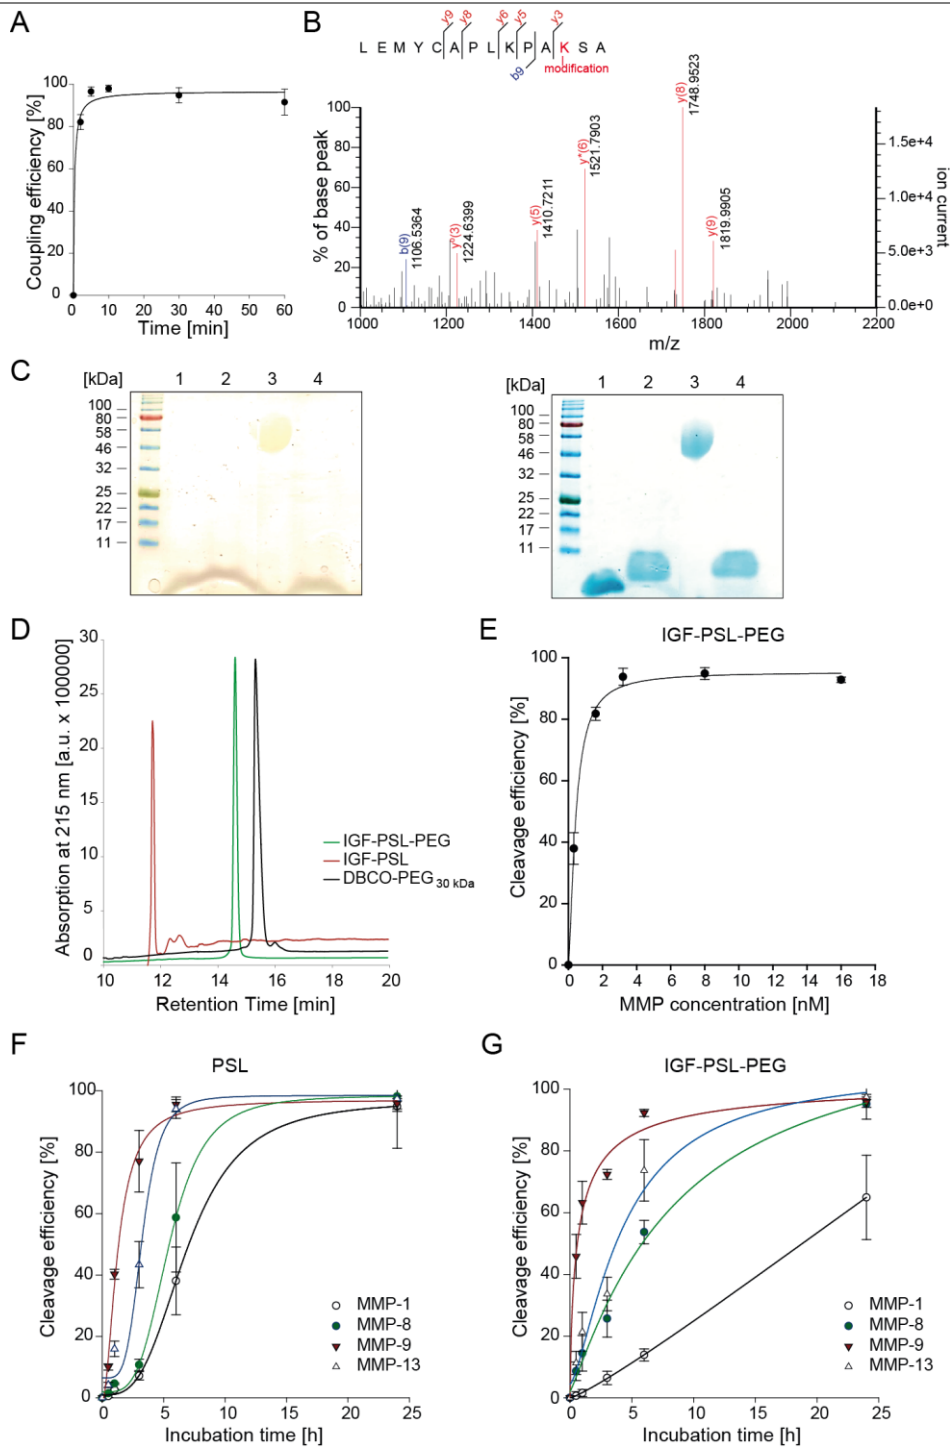 A
Coupling efficiency [%]
100
80
60
40
20
0
0 10 20 30 40 50 60
Time [min]
B
y9 y8 y6 y5 y3
L E M Y C A P L K P A K S A
b9
modification
% of base peak
100
80
60
40
20
0
b(9) 1106.5364
y°(3) 1224.6399
y(5) 1410.7211
y*(6) 1521.7903
y(8) 1748.9523
y(9) 1819.9905
1.5e+4
1.0e+4
5.0e+3
0.0e+0
ion current
1000 1200 1400 1600 1800 2000 2200
m/z
C
[kDa] 1 2 3 4
100
80
58
46
32
25
22
17
11
[kDa] 1 2 3 4
100
80
58
46
32
25
22
17
11
D
Absorption at 215 nm [a.u. x 100000]
30
25
20
15
10
5
0
IGF-PSL-PEG
IGF-PSL
DBCO-PEG30 kDa
10 12 14 16 18 20
Retention Time [min]
E
IGF-PSL-PEG
Cleavage efficiency [%]
100
80
60
40
20
0
0 2 4 6 8 10 12 14 16 18
MMP concentration [nM]
F
PSL
Cleavage efficiency [%]
100
80
60
40
20
0
MMP-1
MMP-8
MMP-9
MMP-13
0 5 10 15 20 25
Incubation time [h]
G
IGF-PSL-PEG
Cleavage efficiency [%]
100
80
60
40
20
0
MMP-1
MMP-8
MMP-9
MMP-13
0 5 10 15 20 25
Incubation time [h]